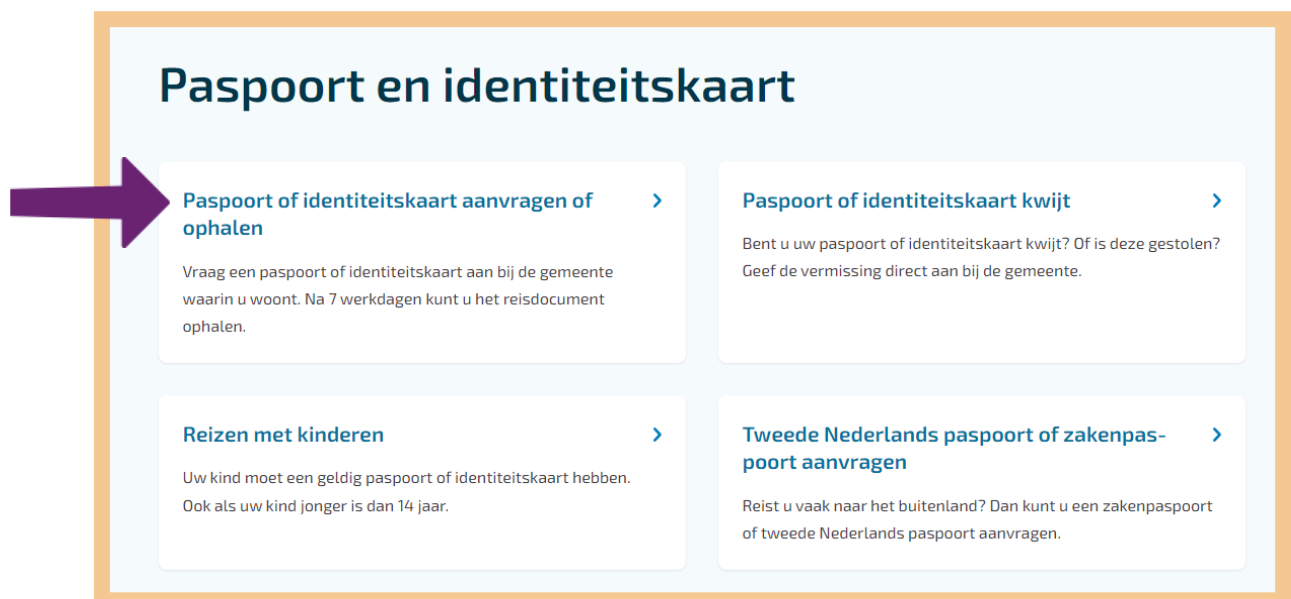 Paspoort en identiteitskaart
Paspoort of identiteitskaart aanvragen of
ophalen
Vraag een paspoort of identiteitskaart aan bij de gemeente
waarin u woont. Na 7 werkdagen kunt u het reisdocument
ophalen.
Paspoort of identiteitskaart kwijt
Bent u uw paspoort of identiteitskaart kwijt? Of is deze gestolen?
Geef de vermissing direct aan bij de gemeente.
Reizen met kinderen
Uw kind moet een geldig paspoort of identiteitskaart hebben.
Ook als uw kind jonger is dan 14 jaar.
Tweede Nederlands paspoort of zakenpas-
poort aanvragen
Reist u vaak naar het buitenland? Dan kunt u een zakenpaspoort
of tweede Nederlands paspoort aanvragen.